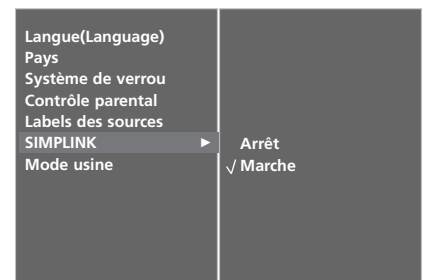 Langue(Language)
Pays
Système de verrou
Contrôle parental
Labels des sources
SIMPLINK ►
Mode usine
Arrêt
√ Marche